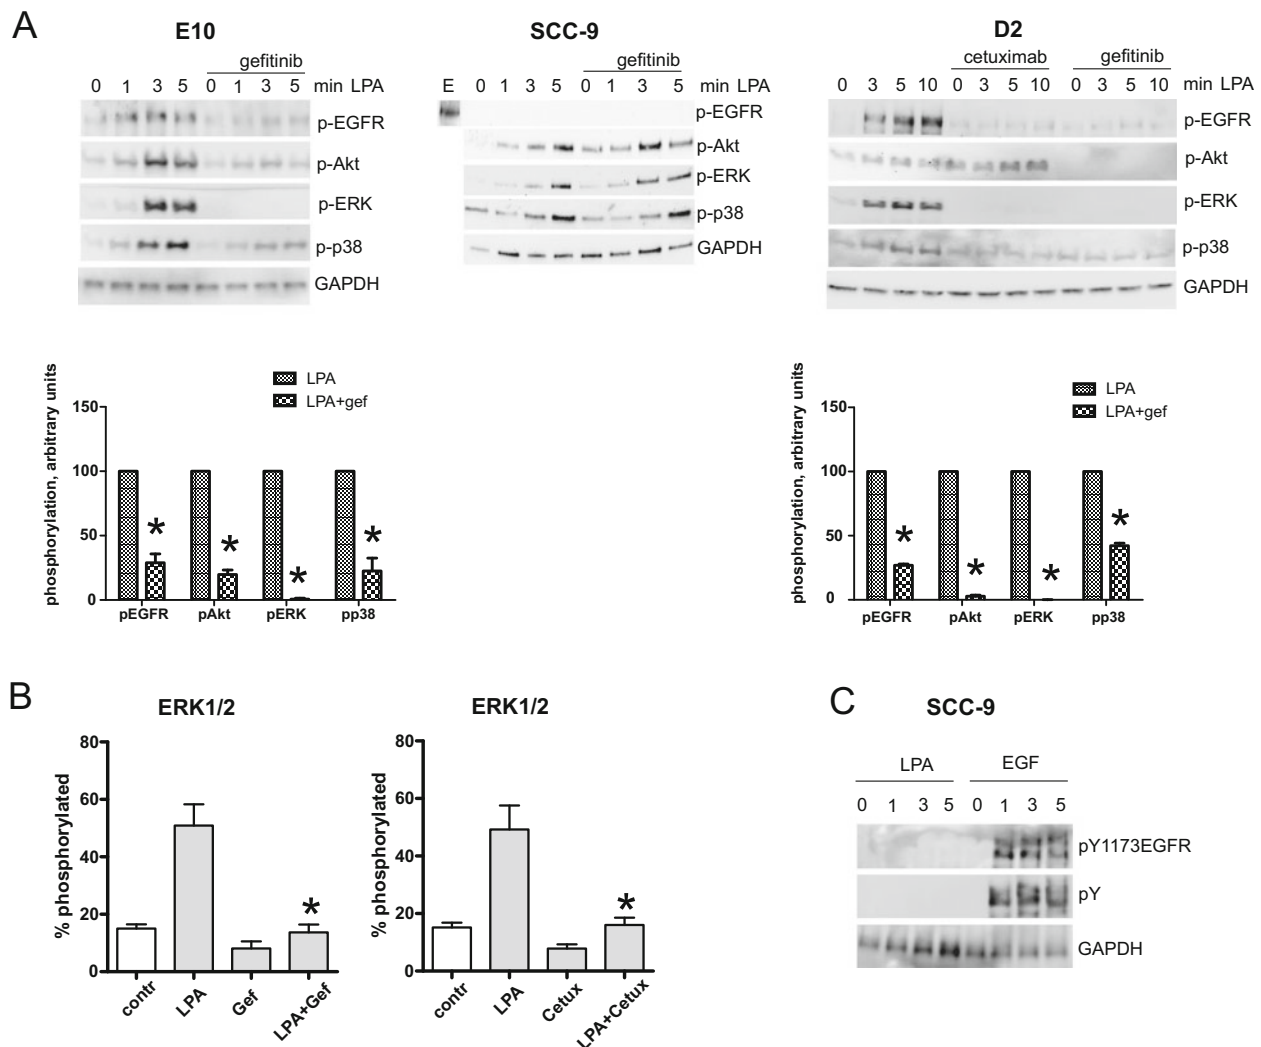 A
E10
gefitinib
0 1 3 5 0 1 3 5 min LPA
p-EGFR
p-Akt
p-ERK
p-p38
GAPDH
SCC-9
gefitinib
E 0 1 3 5 0 1 3 5 min LPA
p-EGFR
p-Akt
p-ERK
p-p38
GAPDH
D2
cetuximab gefitinib
0 3 5 10 0 3 5 10 0 3 5 10 min LPA
p-EGFR
p-Akt
p-ERK
p-p38
GAPDH
phosphorylation, arbitrary units
LPA
LPA+gef
150
100
50
0
* * * *
pEGFR pAkt pERK pp38
phosphorylation, arbitrary units
LPA
LPA+gef
150
100
50
0
* * * *
pEGFR pAkt pERK pp38
B
ERK1/2
% phosphorylated
80
60
40
20
0
*
contr LPA Gef LPA+Gef
ERK1/2
% phosphorylated
80
60
40
20
0
*
contr LPA Cetux LPA+Cetux
C
SCC-9
LPA EGF
0 1 3 5 0 1 3 5
pY1173EGFR
pY
GAPDH